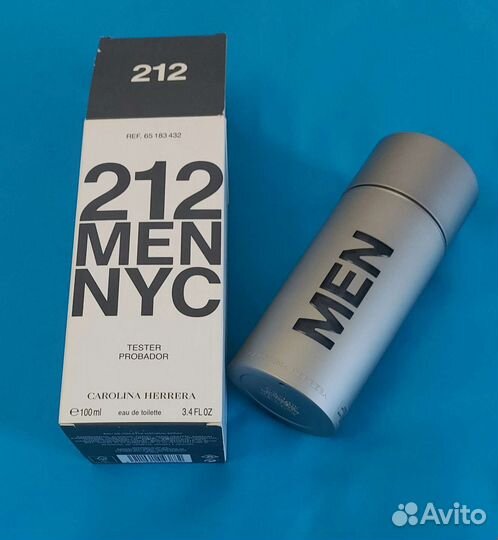 212
REF. 65 183 432
212
MEN
NYC
TESTER
PROBADOR
CAROLINA HERRERA
℮100 ml eau de toilette 3.4 FL.OZ
MEN
Avito